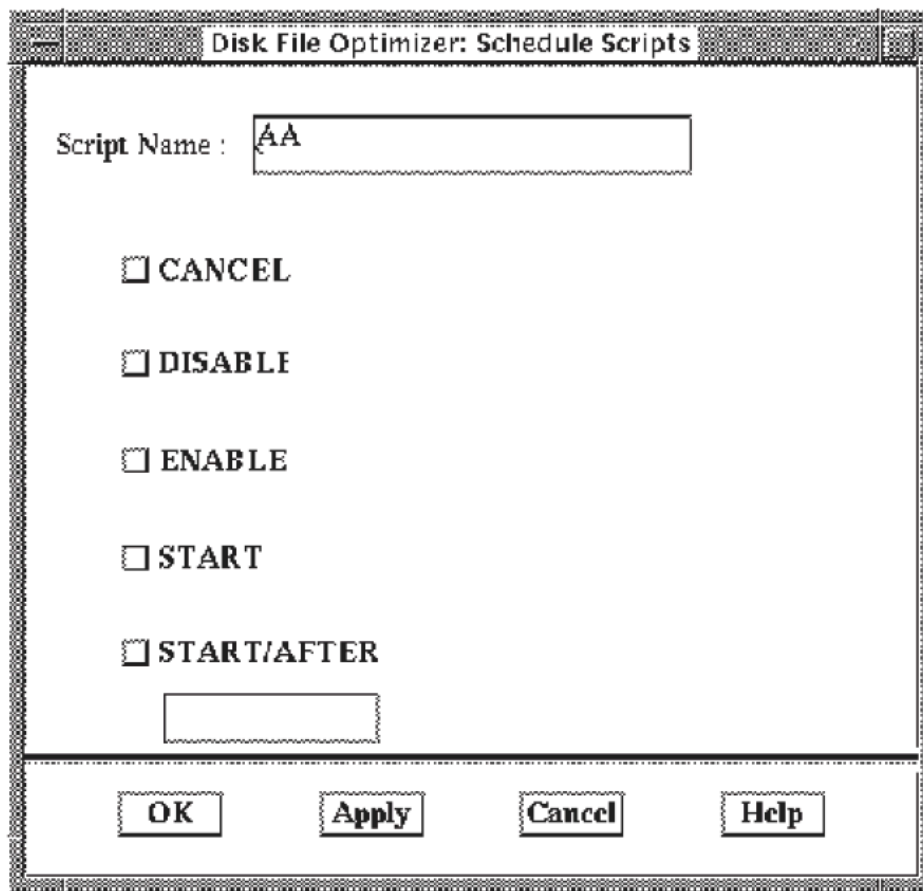 Disk File Optimizer: Schedule Scripts
Script Name : AA
CANCEL
DISABLE
ENABLE
START
START/AFTER
OK Apply Cancel Help